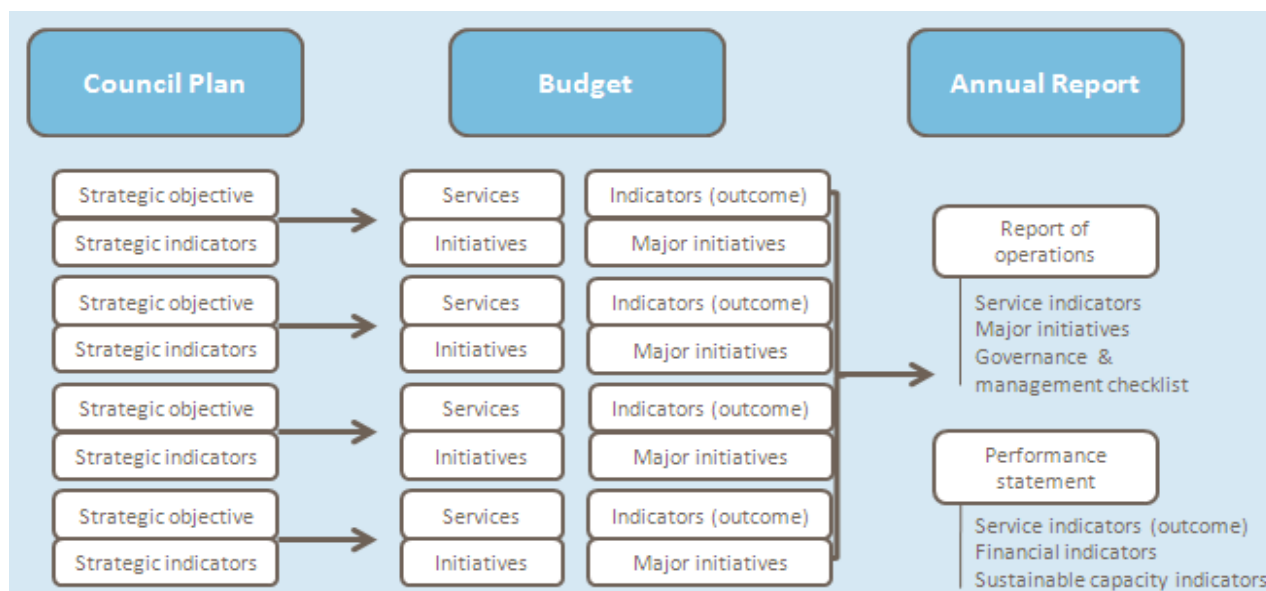 Council Plan
Budget
Annual Report
Strategic objective
Strategic indicators
Services
Initiatives
Indicators (outcome)
Major initiatives
Strategic objective
Strategic indicators
Services
Initiatives
Indicators (outcome)
Major initiatives
Strategic objective
Strategic indicators
Services
Initiatives
Indicators (outcome)
Major initiatives
Strategic objective
Strategic indicators
Services
Initiatives
Indicators (outcome)
Major initiatives
Report of
operations
Service indicators
Major initiatives
Governance &
management checklist
Performance
statement
Service indicators (outcome)
Financial indicators
Sustainable capacity indicators